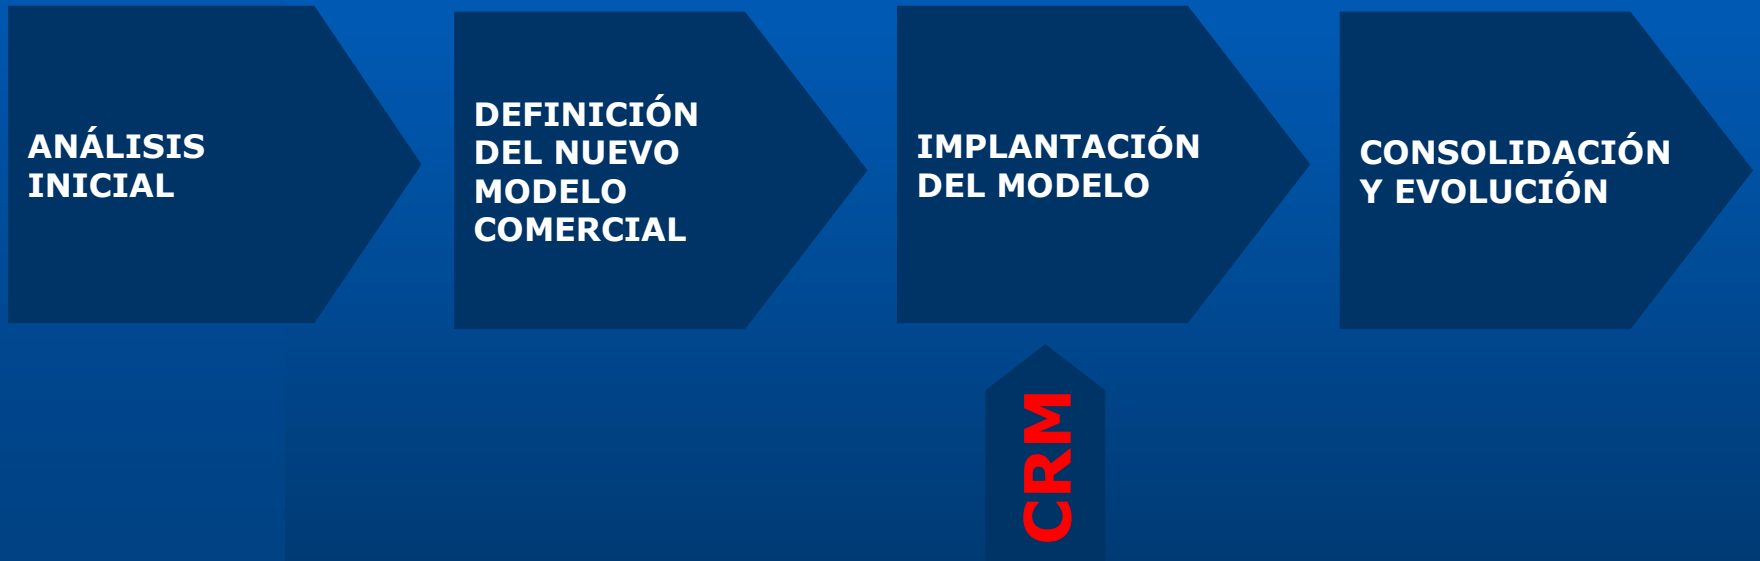 ANÁLISIS
INICIAL
DEFINICIÓN
DEL NUEVO
MODELO
COMERCIAL
IMPLANTACIÓN
DEL MODELO
CONSOLIDACIÓN
Y EVOLUCIÓN
CRM